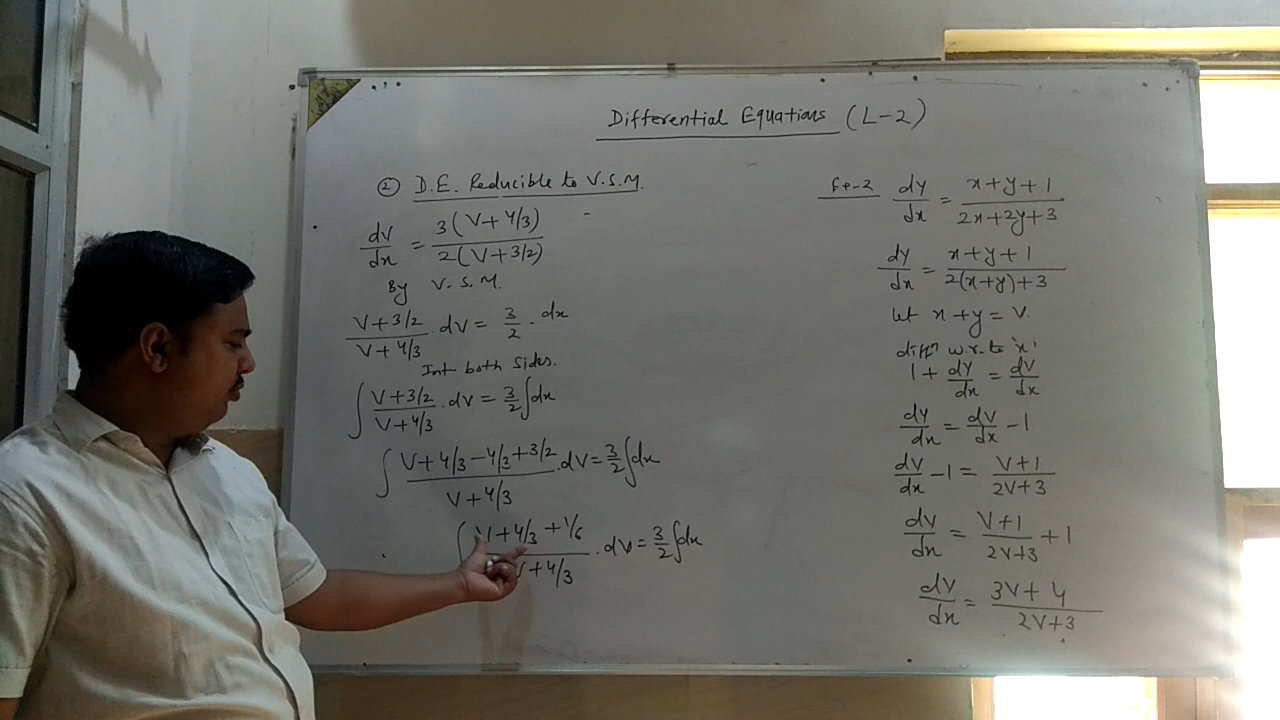 Differential Equations (L-2)
② D.E. Reducible to V.S.M.
dv/dx = 3(V+4/3) / 2(V+3/2)
By V.S.M.
V+3/2 / V+4/3 . dv = 3/2 . dx
Int both sides.
∫ V+3/2 / V+4/3 . dv = 3/2 ∫dx
∫ V+4/3-4/3+3/2 / V+4/3 . dv = 3/2 ∫dx
∫ V+4/3+1/6 / V+4/3 . dv = 3/2 ∫dx
dy/dx = x+y+1 / 2x+2y+3
dy/dx = x+y+1 / 2(x+y)+3
let x+y = V.
diffn w.r. to 'x'
1 + dy/dx = dv/dx
dy/dx = dv/dx - 1
dv/dx - 1 = V+1 / 2V+3
dv/dx = V+1 / 2V+3 + 1
dv/dx = 3V+4 / 2V+3